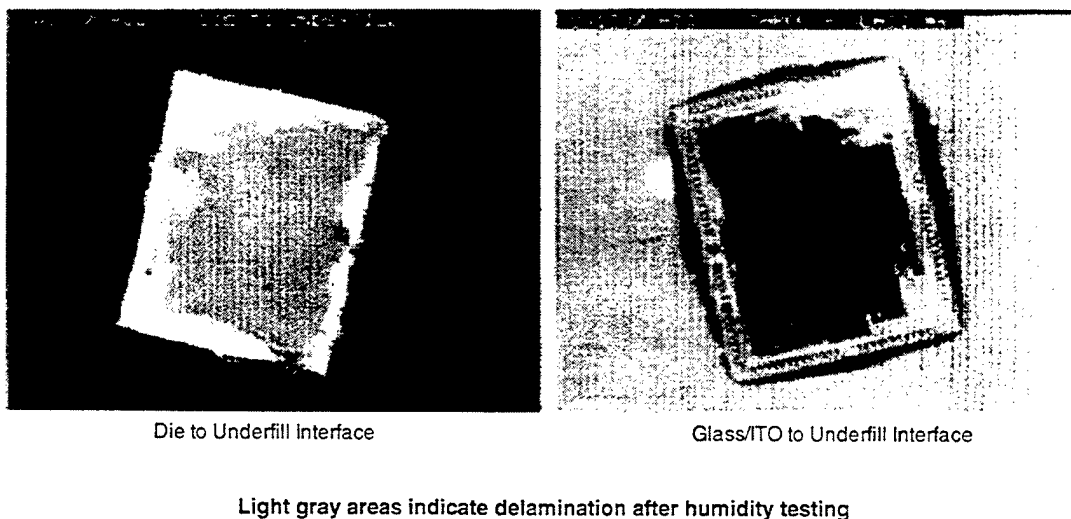 Die to Underfill Interface
Glass/ITO to Underfill Interface
Light gray areas indicate delamination after humidity testing